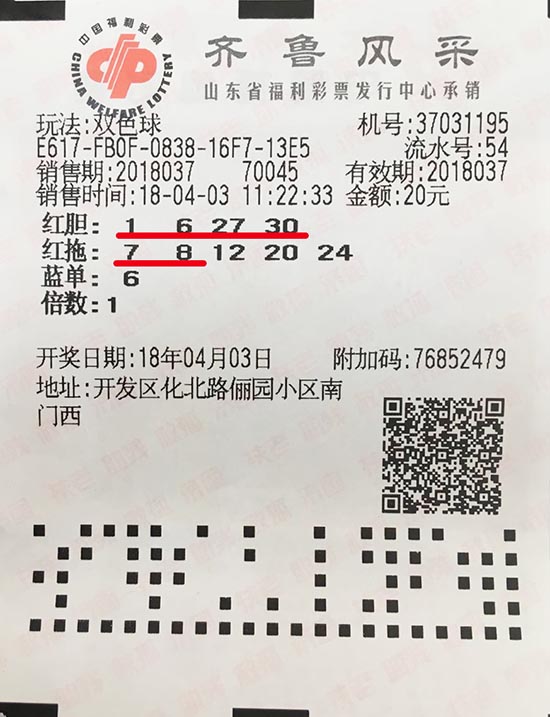 中国福利彩票
CHINA WELFARE LOTTERY
齐鲁风采
山东省福利彩票发行中心承销
玩法:双色球 机号:37031195
E617-FB0F-0838-16F7-13E5 流水号:54
销售期:2018037 70045 有效期:2018037
销售时间:18-04-03 11:22:33 金额:20元
红胆: 1 6 27 30
红拖: 7 8 12 20 24
蓝单: 6
倍数:1
开奖日期:18年04月03日 附加码:76852479
地址:开发区化北路俪园小区南
门西